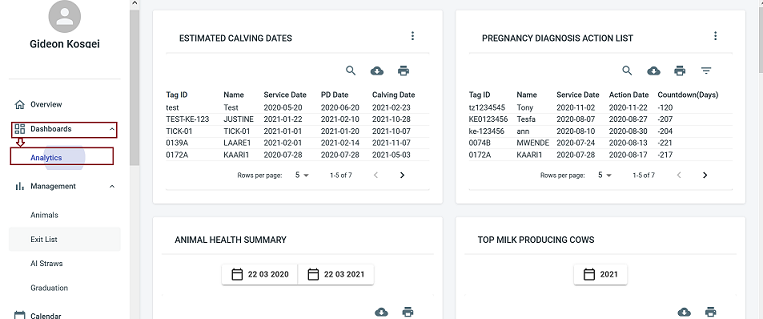 Gideon Kosgei
Overview
Dashboards
Analytics
Management
Animals
Exit List
AI Straws
Graduation
Calendar
ESTIMATED CALVING DATES
Tag ID Name Service Date PD Date Calving Date
test Test 2020-05-20 2020-06-20 2021-02-23
TEST-KE-123 JUSTINE 2021-01-22 2021-02-10 2021-10-28
TICK-01 TICK-01 2021-01-01 2021-01-20 2021-10-07
0139A LAARE1 2021-02-01 2021-02-14 2021-11-07
0172A KAARI1 2020-07-28 2020-07-28 2021-05-03
Rows per page: 5 1-5 of 7
PREGNANCY DIAGNOSIS ACTION LIST
Tag ID Name Service Date Action Date Countdown(Days)
tz1234545 Tony 2020-11-02 2020-11-22 -120
KE0123456 Tesfa 2020-08-07 2020-08-27 -207
ke-123456 ann 2020-08-10 2020-08-30 -204
0074B MWENDE 2020-07-24 2020-08-13 -221
0172A KAARI1 2020-07-28 2020-08-17 -217
Rows per page: 5 1-5 of 7
ANIMAL HEALTH SUMMARY
22 03 2020 22 03 2021
TOP MILK PRODUCING COWS
2021